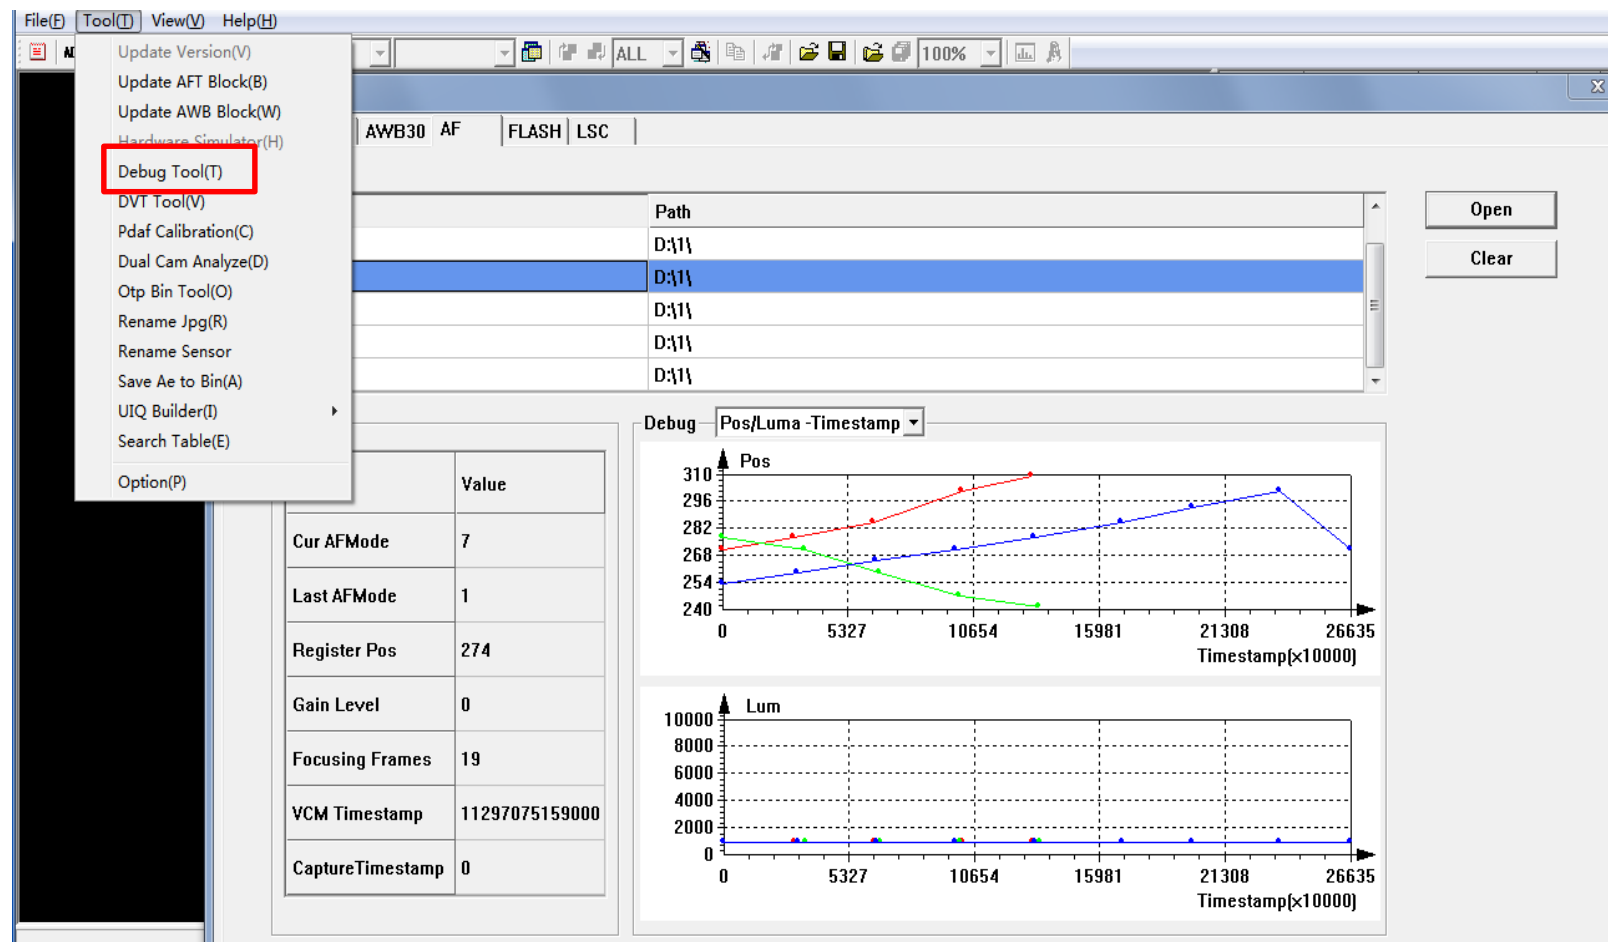 File(F) Tool(T) View(V) Help(H)
ALL 100%
Update Version(V)
Update AFT Block(B)
Update AWB Block(W)
Hardware Simulator(H)
Debug Tool(T)
DVT Tool(V)
Pdaf Calibration(C)
Dual Cam Analyze(D)
Otp Bin Tool(O)
Rename Jpg(R)
Rename Sensor
Save Ae to Bin(A)
UIQ Builder(I)
Search Table(E)
Option(P)
AWB30 AF FLASH LSC
Path
D:\1\
D:\1\
D:\1\
D:\1\
D:\1\
Open
Clear
Value
Cur AFMode 7
Last AFMode 1
Register Pos 274
Gain Level 0
Focusing Frames 19
VCM Timestamp 11297075159000
CaptureTimestamp 0
Debug Pos/Luma -Timestamp
Pos
310
296
282
268
254
240
0 5327 10654 15981 21308 26635
Timestamp(x10000)
Lum
10000
8000
6000
4000
2000
0
0 5327 10654 15981 21308 26635
Timestamp(x10000)